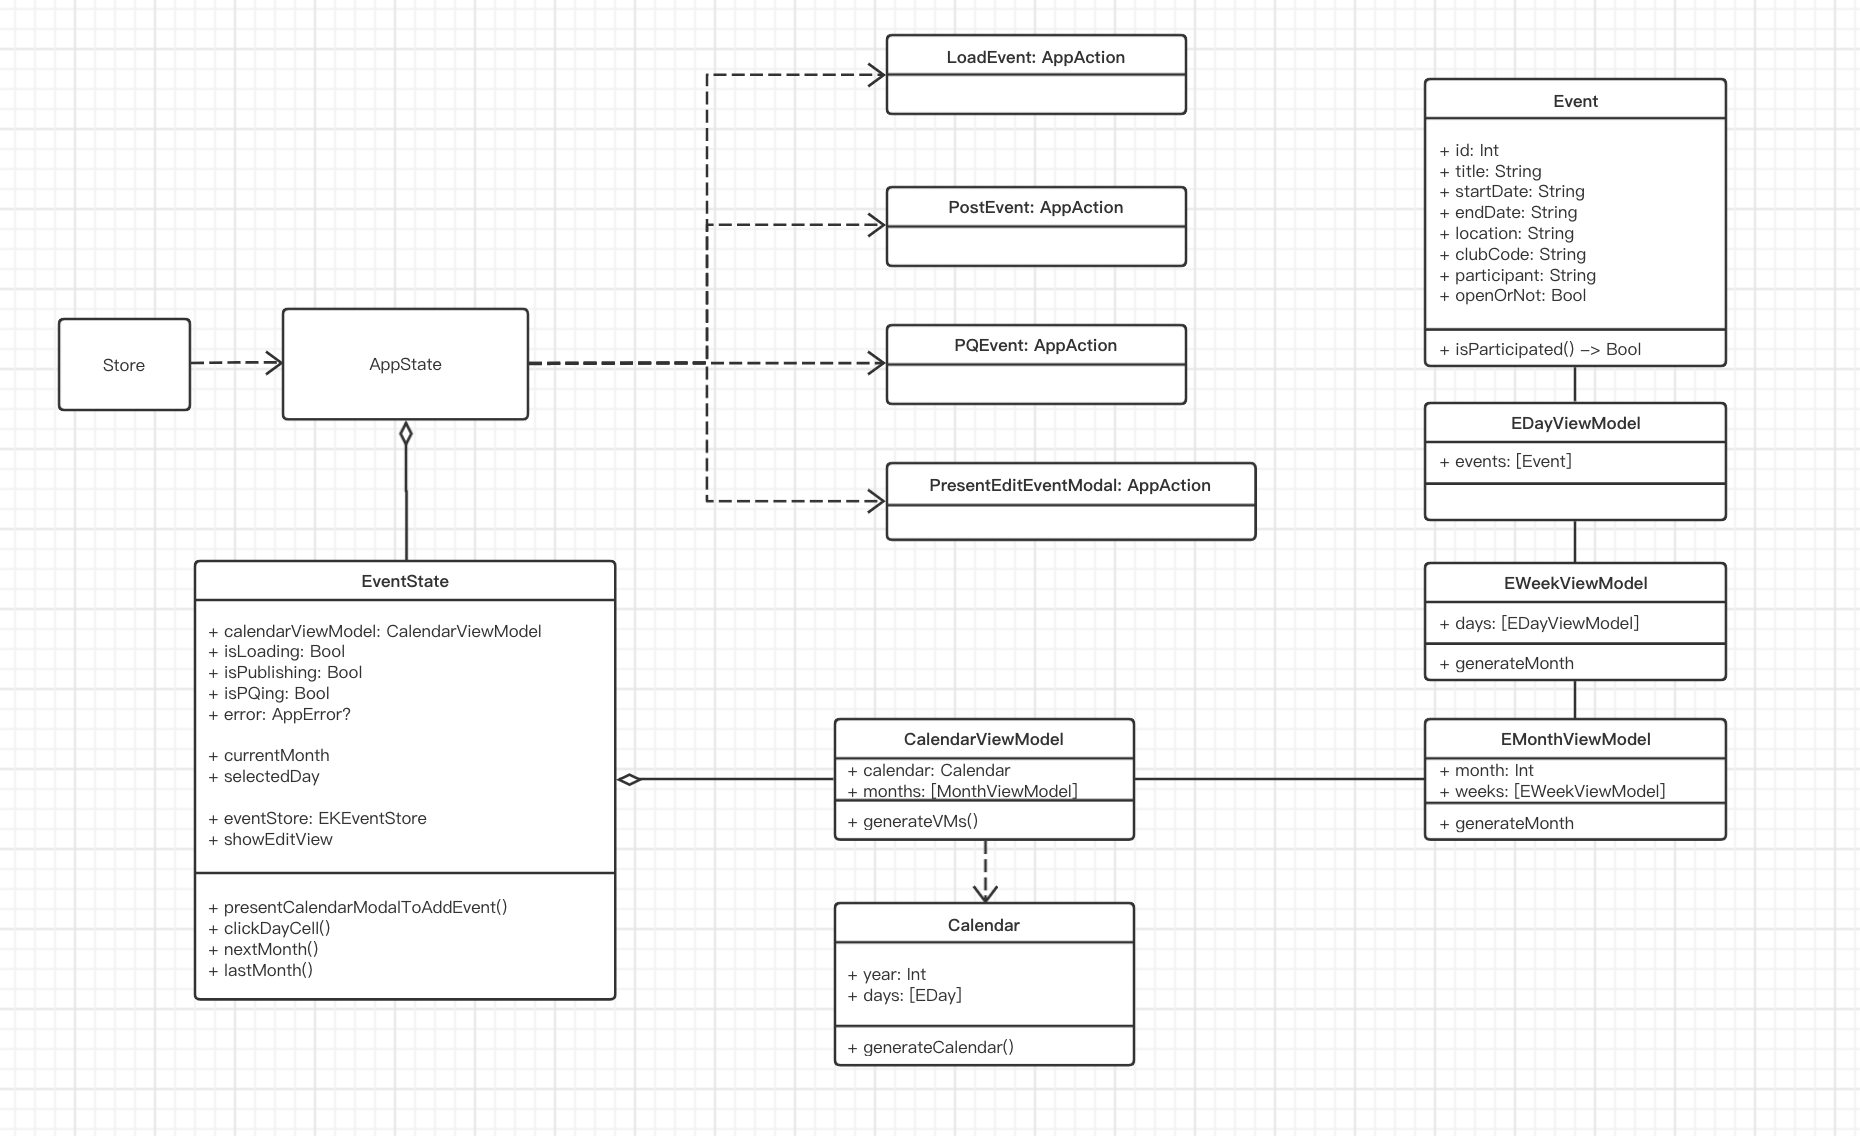 LoadEvent: AppAction
PostEvent: AppAction
PQEvent: AppAction
PresentEditEventModal: AppAction
Store
AppState
EventState
+ calendarViewModel: CalendarViewModel
+ isLoading: Bool
+ isPublishing: Bool
+ isPQing: Bool
+ error: AppError?
+ currentMonth
+ selectedDay
+ eventStore: EKEventStore
+ showEditView
+ presentCalendarModalToAddEvent()
+ clickDayCell()
+ nextMonth()
+ lastMonth()
CalendarViewModel
+ calendar: Calendar
+ months: [MonthViewModel]
+ generateVMs()
Calendar
+ year: Int
+ days: [EDay]
+ generateCalendar()
Event
+ id: Int
+ title: String
+ startDate: String
+ endDate: String
+ location: String
+ clubCode: String
+ participant: String
+ openOrNot: Bool
+ isParticipated() –> Bool
EDayViewModel
+ events: [Event]
EWeekViewModel
+ days: [EDayViewModel]
+ generateMonth
EMonthViewModel
+ month: Int
+ weeks: [EWeekViewModel]
+ generateMonth